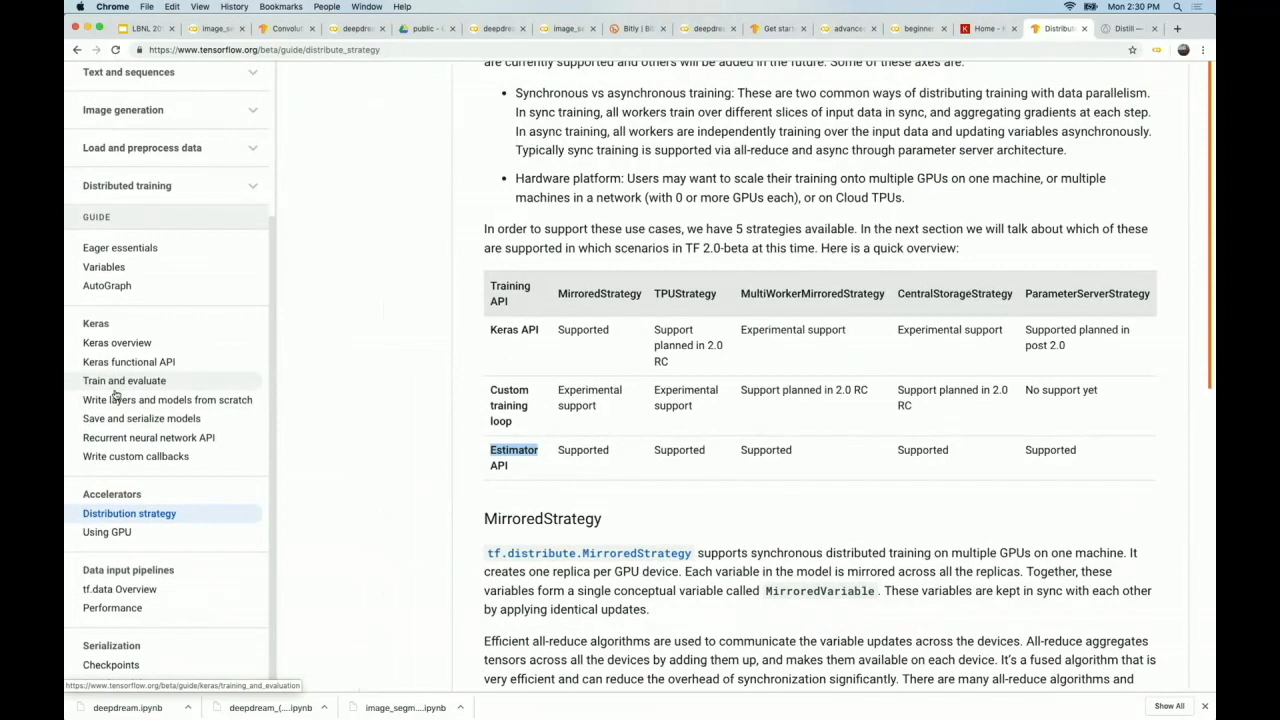 Chrome File Edit View History Bookmarks People Window Help Mon 2:30 PM
LBNL 20 image_se Convolut deepdrea public - G deepdrea image_se Bitly | Bit deepdrea Get start advanced beginner Home - K Distribut Distill —
https://www.tensorflow.org/beta/guide/distribute_strategy
Text and sequences
Image generation
Load and preprocess data
Distributed training
GUIDE
Eager essentials
Variables
AutoGraph
Keras
Keras overview
Keras functional API
Train and evaluate
Write layers and models from scratch
Save and serialize models
Recurrent neural network API
Write custom callbacks
Accelerators
Distribution strategy
Using GPU
Data input pipelines
tf.data Overview
Performance
Serialization
Checkpoints
https://www.tensorflow.org/beta/guide/keras/training_and_evaluation
are currently supported and others will be added in the future. Some of these axes are:
• Synchronous vs asynchronous training: These are two common ways of distributing training with data parallelism.
In sync training, all workers train over different slices of input data in sync, and aggregating gradients at each step.
In async training, all workers are independently training over the input data and updating variables asynchronously.
Typically sync training is supported via all-reduce and async through parameter server architecture.
• Hardware platform: Users may want to scale their training onto multiple GPUs on one machine, or multiple
machines in a network (with 0 or more GPUs each), or on Cloud TPUs.
In order to support these use cases, we have 5 strategies available. In the next section we will talk about which of these
are supported in which scenarios in TF 2.0-beta at this time. Here is a quick overview:
Training API MirroredStrategy TPUStrategy MultiWorkerMirroredStrategy CentralStorageStrategy ParameterServerStrategy
Keras API Supported Support planned in 2.0 RC Experimental support Experimental support Supported planned in post 2.0
Custom training loop Experimental support Experimental support Support planned in 2.0 RC Support planned in 2.0 RC No support yet
Estimator API Supported Supported Supported Supported Supported
MirroredStrategy
tf.distribute.MirroredStrategy supports synchronous distributed training on multiple GPUs on one machine. It
creates one replica per GPU device. Each variable in the model is mirrored across all the replicas. Together, these
variables form a single conceptual variable called MirroredVariable. These variables are kept in sync with each other
by applying identical updates.
Efficient all-reduce algorithms are used to communicate the variable updates across the devices. All-reduce aggregates
tensors across all the devices by adding them up, and makes them available on each device. It's a fused algorithm that is
very efficient and can reduce the overhead of synchronization significantly. There are many all-reduce algorithms and
deepdream.ipynb deepdream_(....ipynb image_segm....ipynb Show All